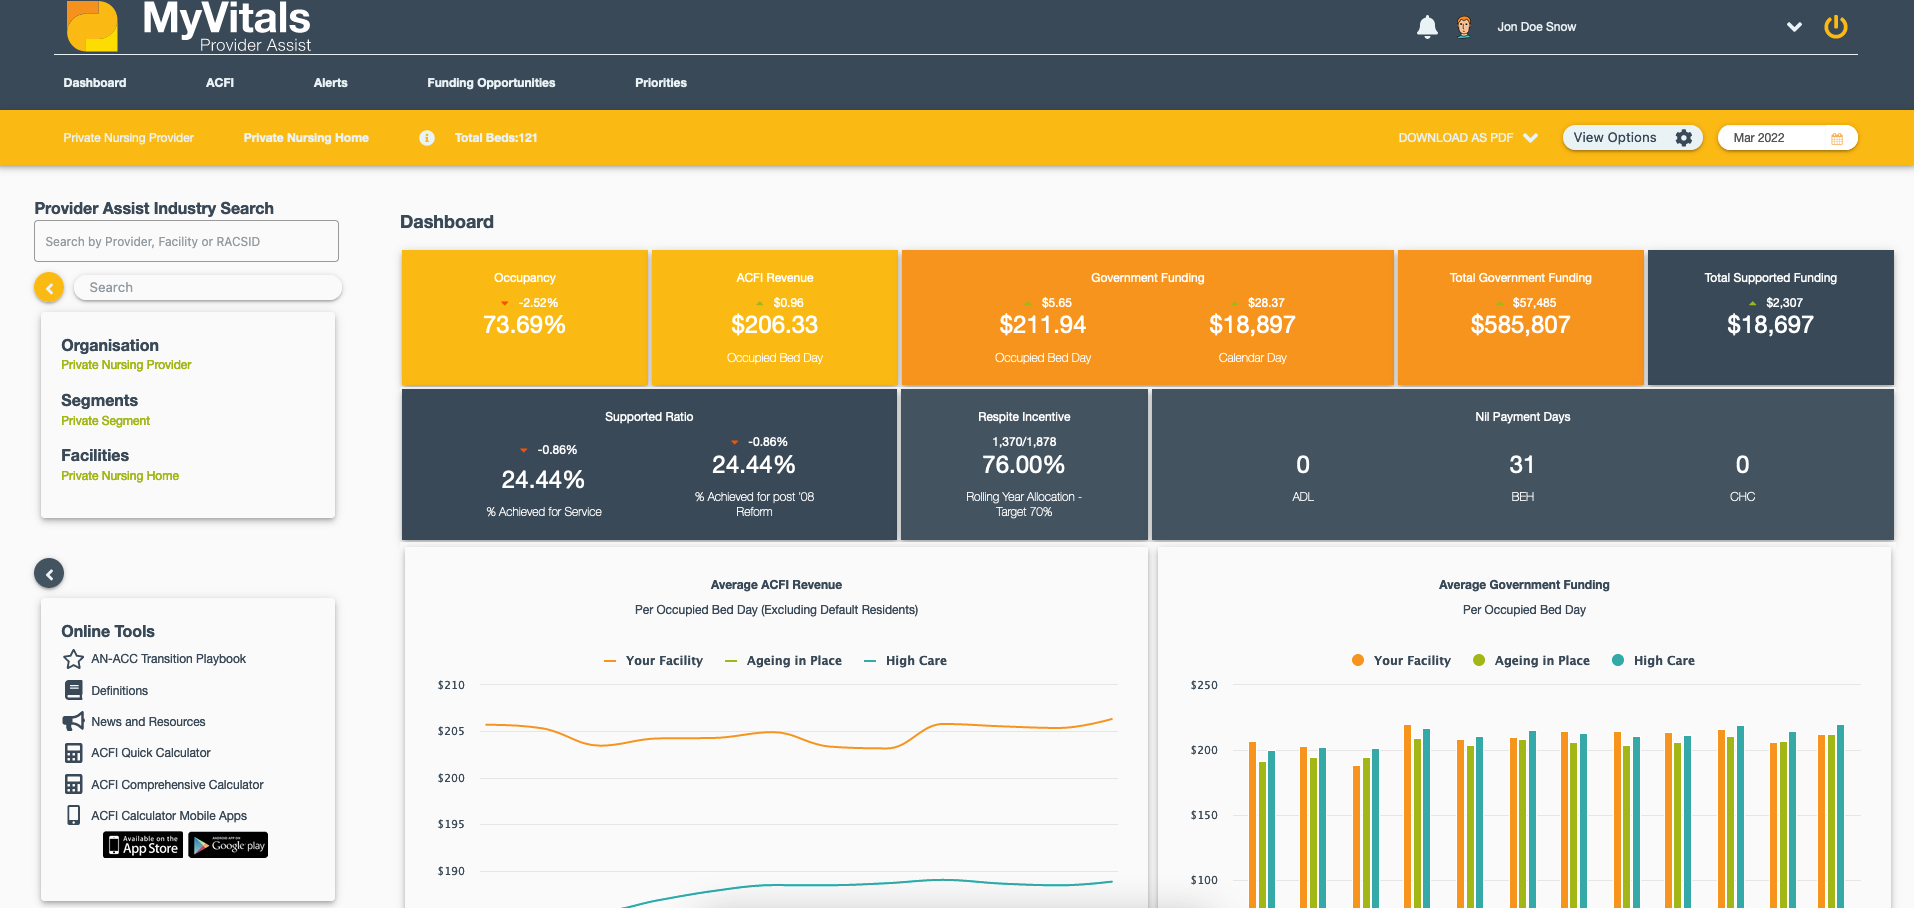 MyVitals
Provider Assist
Jon Doe Snow
Dashboard
ACFI
Alerts
Funding Opportunities
Priorities
Private Nursing Provider
Private Nursing Home
Total Beds:121
DOWNLOAD AS PDF
View Options
Mar 2022
Provider Assist Industry Search
Search by Provider, Facility or RACSID
Search
Organisation
Private Nursing Provider
Segments
Private Segment
Facilities
Private Nursing Home
Online Tools
AN-ACC Transition Playbook
Definitions
News and Resources
ACFI Quick Calculator
ACFI Comprehensive Calculator
ACFI Calculator Mobile Apps
Available on the
App Store
ANDROID APP ON
Google play
Dashboard
Occupancy
-2.52%
73.69%
ACFI Revenue
$0.96
$206.33
Occupied Bed Day
Government Funding
$5.65
$211.94
Occupied Bed Day
$28.37
$18,897
Calendar Day
Total Government Funding
$57,485
$585,807
Total Supported Funding
$2,307
$18,697
Supported Ratio
-0.86%
24.44%
% Achieved for Service
-0.86%
24.44%
% Achieved for post '08
Reform
Respite Incentive
1,370/1,878
76.00%
Rolling Year Allocation -
Target 70%
Nil Payment Days
0
ADL
31
BEH
0
CHC
Average ACFI Revenue
Per Occupied Bed Day (Excluding Default Residents)
Your Facility
Ageing in Place
High Care
$210
$205
$200
$195
$190
Average Government Funding
Per Occupied Bed Day
Your Facility
Ageing in Place
High Care
$250
$200
$150
$100